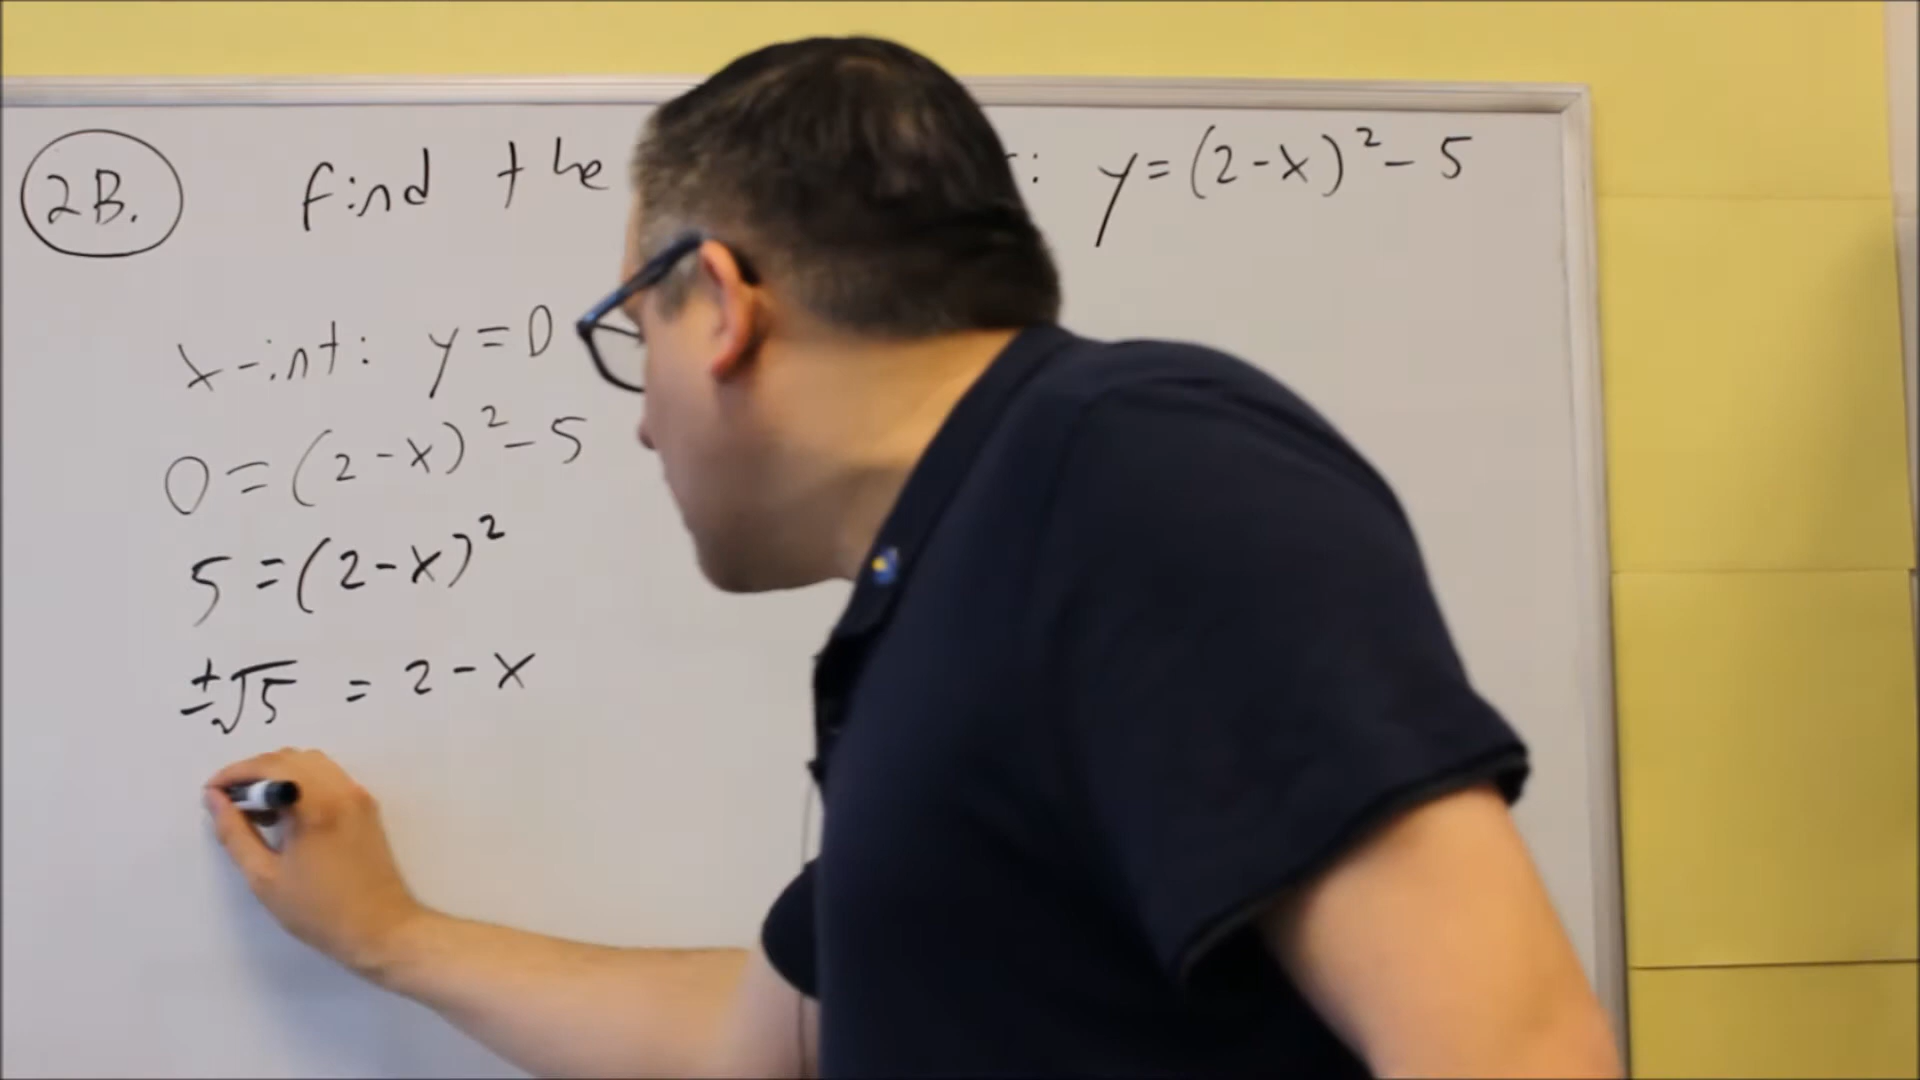 2B. Find the : y=(2-x)²-5
x-int: y=0
0=(2-x)²-5
5=(2-x)²
±√5 = 2-x